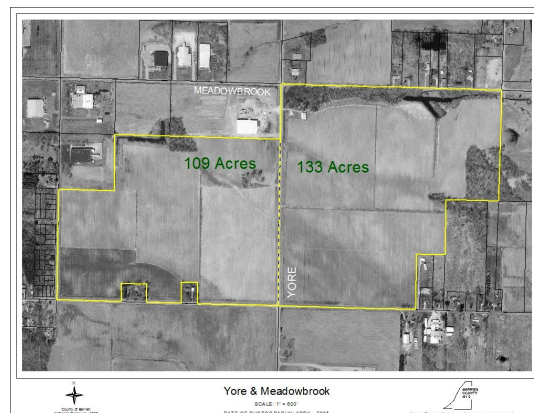 MEADOWBROOK
109 Acres
133 Acres
YORE
Yore & Meadowbrook
SCALE: 1" = 600'